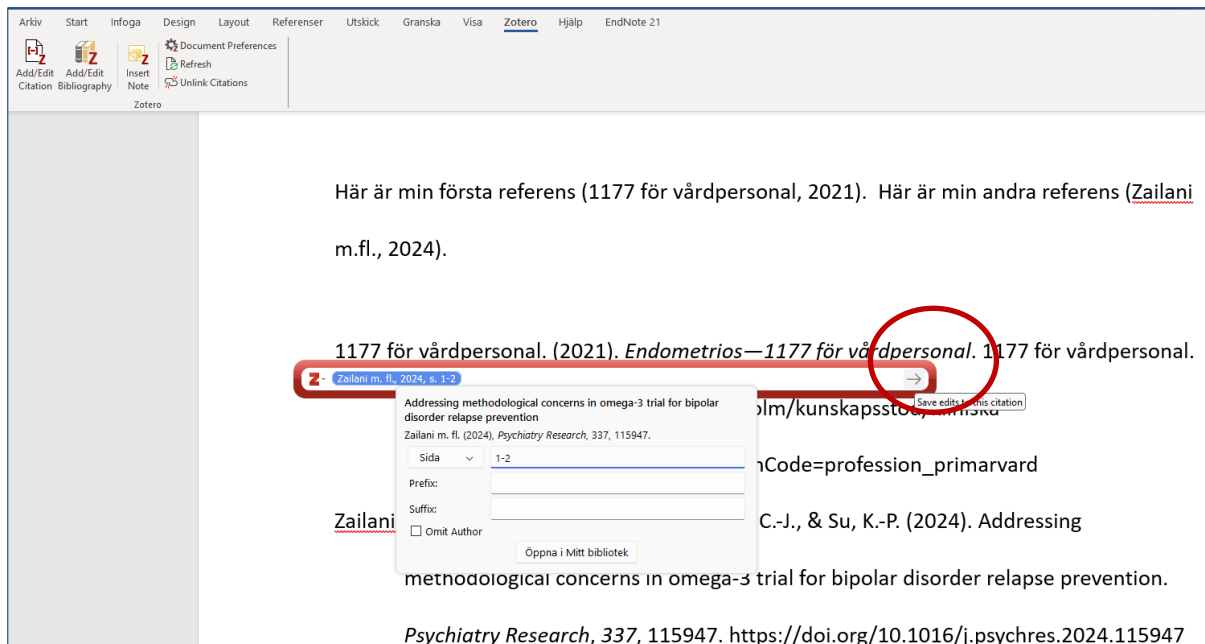 Arkiv Start Infoga Design Layout Referenser Utskick Granska Visa Zotero Hjälp EndNote 21
Add/Edit Citation
Add/Edit Bibliography
Insert Note
Document Preferences
Refresh
Unlink Citations
Zotero
Här är min första referens (1177 för vårdpersonal, 2021).  Här är min andra referens (Zailani
m.fl., 2024).
1177 för vårdpersonal. (2021). Endometrios—1177 för vårdpersonal. 1177 för vårdpersonal.
Z Zailani m. fl., 2024, s. 1-2 →
Save edits to this citation
Addressing methodological concerns in omega-3 trial for bipolar
disorder relapse prevention
Zailani m. fl. (2024), Psychiatry Research, 337, 115947.
Sida 1-2
Prefix:
Suffix:
Omit Author
Öppna i Mitt bibliotek
Code=profession_primarvard
Zailani C.-J., & Su, K.-P. (2024). Addressing
methodological concerns in omega-3 trial for bipolar disorder relapse prevention.
Psychiatry Research, 337, 115947. https://doi.org/10.1016/j.psychres.2024.115947